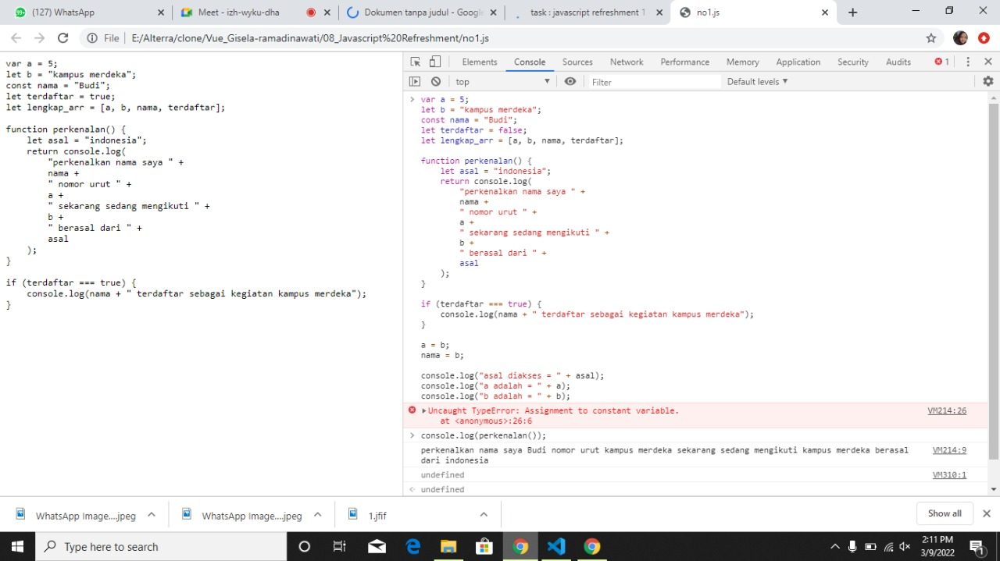 (127) WhatsApp
Meet - izh-wyku-dha
Dokumen tanpa judul - Googl
task : javascript refreshment 1
no1.js
File E:/Alterra/clone/Vue_Gisela-ramadinawati/08_Javascript%20Refreshment/no1.js
var a = 5;
let b = "kampus merdeka";
const nama = "Budi";
let terdaftar = true;
let lengkap_arr = [a, b, nama, terdaftar];
function perkenalan() {
let asal = "indonesia";
return console.log(
"perkenalkan nama saya " +
nama +
" nomor urut " +
a +
" sekarang sedang mengikuti " +
b +
" berasal dari " +
asal
);
}
if (terdaftar === true) {
console.log(nama + " terdaftar sebagai kegiatan kampus merdeka");
}
Elements Console Sources Network Performance Memory Application Security Audits 1
top Filter Default levels
var a = 5;
let b = "kampus merdeka";
const nama = "Budi";
let terdaftar = false;
let lengkap_arr = [a, b, nama, terdaftar];
function perkenalan() {
let asal = "indonesia";
return console.log(
"perkenalkan nama saya " +
nama +
" nomor urut " +
a +
" sekarang sedang mengikuti " +
b +
" berasal dari " +
asal
);
}
if (terdaftar === true) {
console.log(nama + " terdaftar sebagai kegiatan kampus merdeka");
}
a = b;
nama = b;
console.log("asal diakses = " + asal);
console.log("a adalah = " + a);
console.log("b adalah = " + b);
Uncaught TypeError: Assignment to constant variable. VM214:26
at <anonymous>:26:6
console.log(perkenalan());
perkenalkan nama saya Budi nomor urut kampus merdeka sekarang sedang mengikuti kampus merdeka berasal VM214:9
dari indonesia
undefined VM310:1
undefined
WhatsApp Image....jpeg
WhatsApp Image....jpeg
1.jfif
Show all
Type here to search
2:11 PM
3/9/2022
1